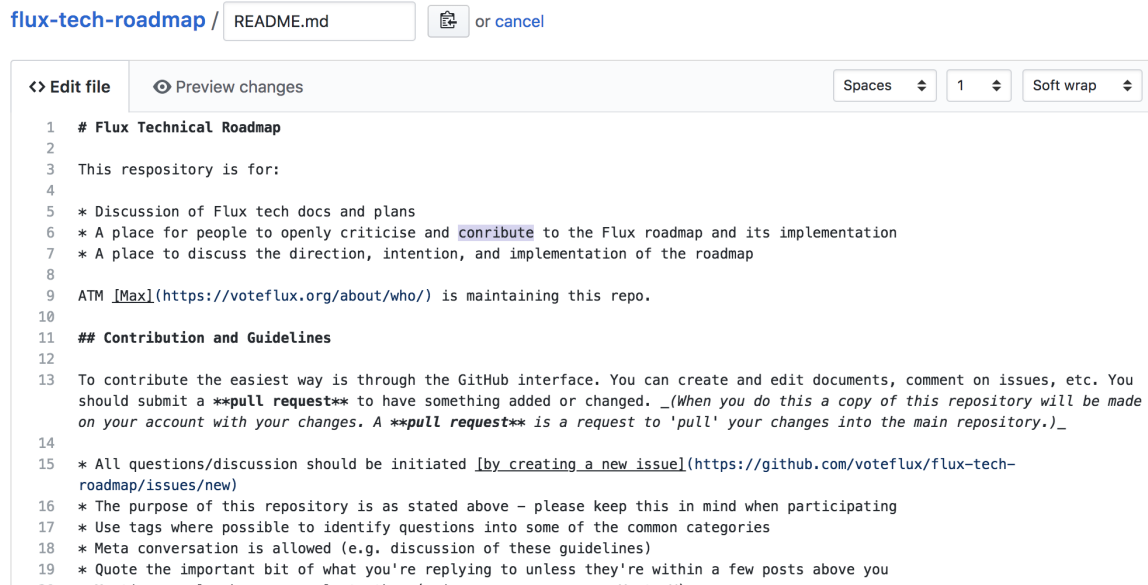 flux-tech-roadmap / README.md or cancel
<> Edit file Preview changes Spaces 1 Soft wrap
1 # Flux Technical Roadmap
2
3 This respository is for:
4
5 * Discussion of Flux tech docs and plans
6 * A place for people to openly criticise and conribute to the Flux roadmap and its implementation
7 * A place to discuss the direction, intention, and implementation of the roadmap
8
9 ATM [Max](https://voteflux.org/about/who/) is maintaining this repo.
10
11 ## Contribution and Guidelines
12
13 To contribute the easiest way is through the GitHub interface. You can create and edit documents, comment on issues, etc. You
should submit a **pull request** to have something added or changed. _(When you do this a copy of this repository will be made
on your account with your changes. A **pull request** is a request to 'pull' your changes into the main repository.)_
14
15 * All questions/discussion should be initiated [by creating a new issue](https://github.com/voteflux/flux-tech-
roadmap/issues/new)
16 * The purpose of this repository is as stated above – please keep this in mind when participating
17 * Use tags where possible to identify questions into some of the common categories
18 * Meta conversation is allowed (e.g. discussion of these guidelines)
19 * Quote the important bit of what you're replying to unless they're within a few posts above you